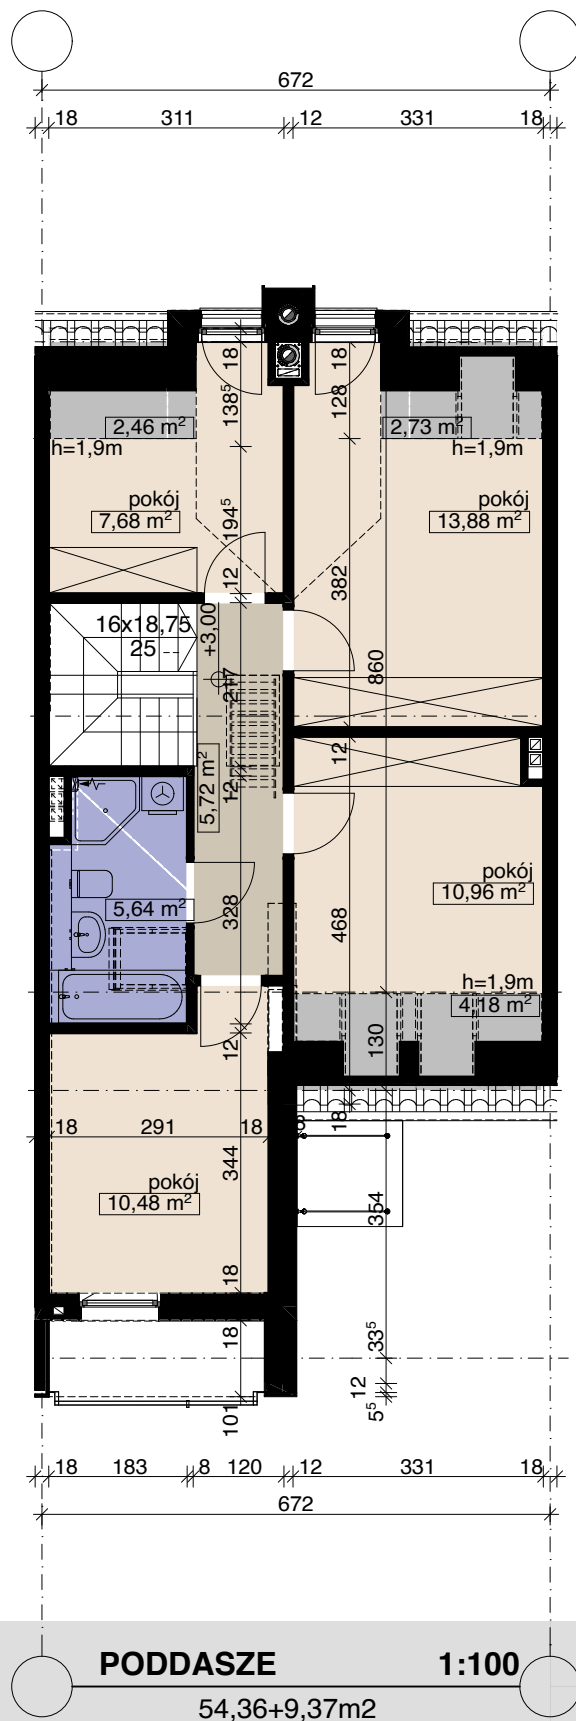 672
18 311 12 331 18
18 18
138⁵ 128
2,46 m² 2,73 m²
h=1,9m h=1,9m
pokój pokój
7,68 m² 13,88 m²
194⁵
12 382
16x18,75
25
+3,00
217 860
12
5,72 m² 12
pokój
10,96 m²
5,64 m²
328 468
h=1,9m
4,18 m²
12 130
18
18 291 18
344
pokój
10,48 m²
354
18
18 33⁵
12
101 5⁵
18 183 8 120 12 331 18
672
PODDASZE 1:100
54,36+9,37m2